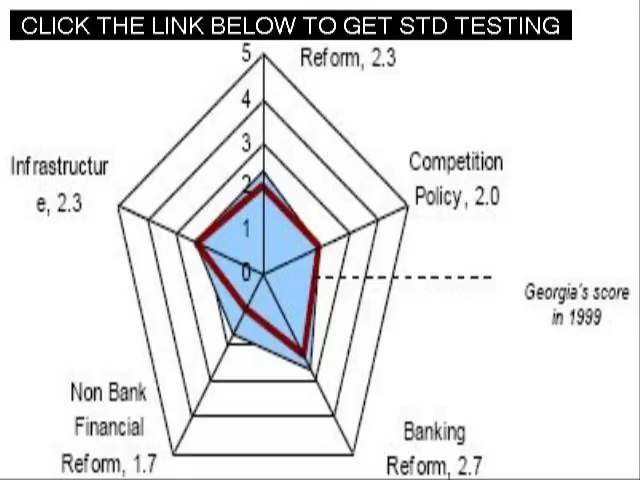 CLICK THE LINK BELOW TO GET STD TESTING
Reform, 2.3
5
4
3
2
1
0
Infrastructur
e, 2.3
Competition
Policy, 2.0
Georgia's score
in 1999
Non Bank
Financial
Reform, 1.7
Banking
Reform, 2.7